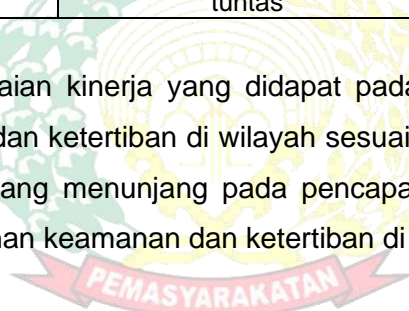 tuntas
aian kinerja yang didapat pada
dan ketertiban di wilayah sesuai
ang menunjang pada pencapa
nan keamanan dan ketertiban di
PEMASYARAKATAN